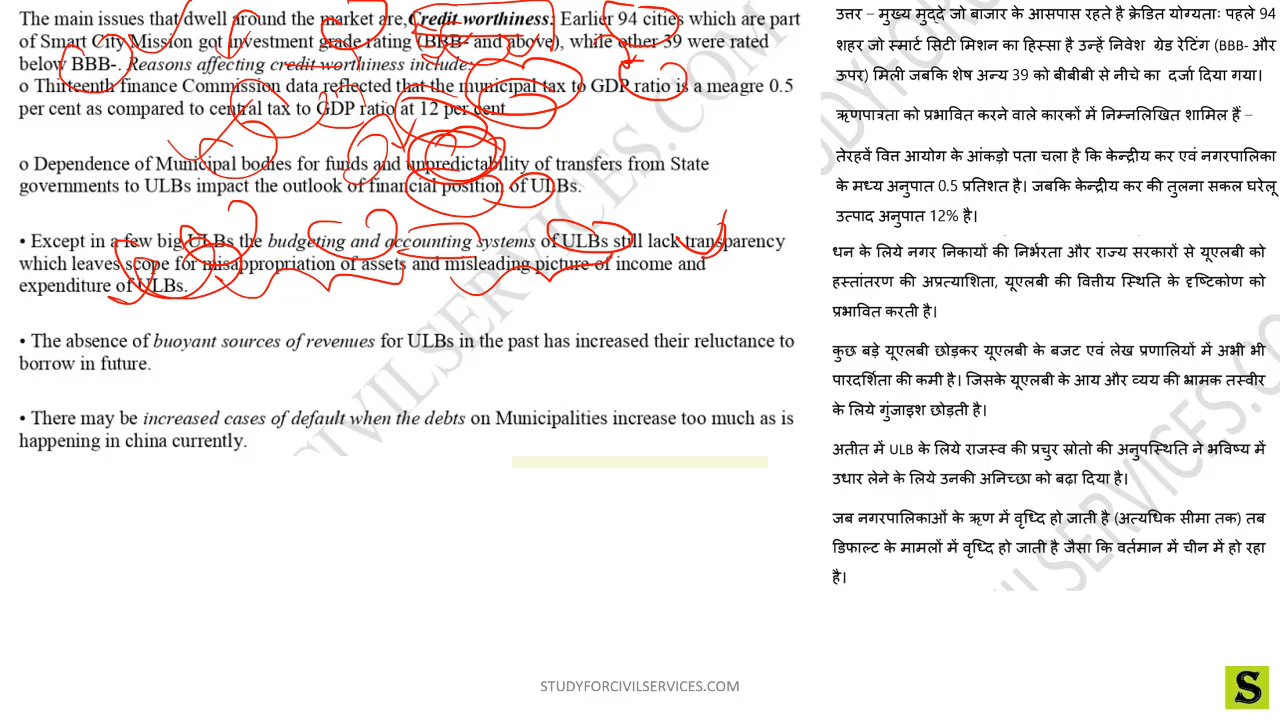 The main issues that dwell around the market are, Credit worthiness: Earlier 94 cities which are part
of Smart City Mission got investment grade rating (BBB- and above), while other 39 were rated
below BBB-. Reasons affecting credit worthiness include:
o Thirteenth finance Commission data reflected that the municipal tax to GDP ratio is a meagre 0.5
per cent as compared to central tax to GDP ratio at 12 per cent.
o Dependence of Municipal bodies for funds and unpredictability of transfers from State
governments to ULBs impact the outlook of financial position of ULBs.
• Except in a few big ULBs the budgeting and accounting systems of ULBs still lack transparency
which leaves scope for misappropriation of assets and misleading picture of income and
expenditure of ULBs.
• The absence of buoyant sources of revenues for ULBs in the past has increased their reluctance to
borrow in future.
• There may be increased cases of default when the debts on Municipalities increase too much as is
happening in china currently.
उत्तर – मुख्य मुददे जो बाजार के आसपास रहते है क्रेडित योग्यताः पहले 94
शहर जो स्मार्ट सिटी मिशन का हिस्सा है उन्हें निवेश ग्रेड रेटिंग (BBB- और
ऊपर) मिली जबकि शेष अन्य 39 को बीबीबी से नीचे का दर्जा दिया गया।
ऋणपात्रता को प्रभावित करने वाले कारकों में निम्नलिखित शामिल हैं –
तेरहवें वित्त आयोग के आंकड़ो पता चला है कि केन्द्रीय कर एवं नगरपालिका
के मध्य अनुपात 0.5 प्रतिशत है। जबकि केन्द्रीय कर की तुलना सकल घरेलू
उत्पाद अनुपात 12% है।
धन के लिये नगर निकायों की निर्भरता और राज्य सरकारों से यूएलबी को
हस्तांतरण की अप्रत्याशिता, यूएलबी की वित्तीय स्थिति के दृष्टिकोण को
प्रभावित करती है।
कुछ बड़े यूएलबी छोड़कर यूएलबी के बजट एवं लेख प्रणालियों में अभी भी
पारदर्शिता की कमी है। जिसके यूएलबी के आय और व्यय की भ्रामक तस्वीर
के लिये गुंजाइश छोड़ती है।
अतीत में ULB के लिये राजस्व की प्रचुर स्रोतो की अनुपस्थिति ने भविष्य में
उधार लेने के लिये उनकी अनिच्छा को बढ़ा दिया है।
जब नगरपालिकाओं के ऋण में वृध्दि हो जाती है (अत्यधिक सीमा तक) तब
डिफाल्ट के मामलों में वृध्दि हो जाती है जैसा कि वर्तमान में चीन में हो रहा
है।
STUDYFORCIVILSERVICES.COM
S